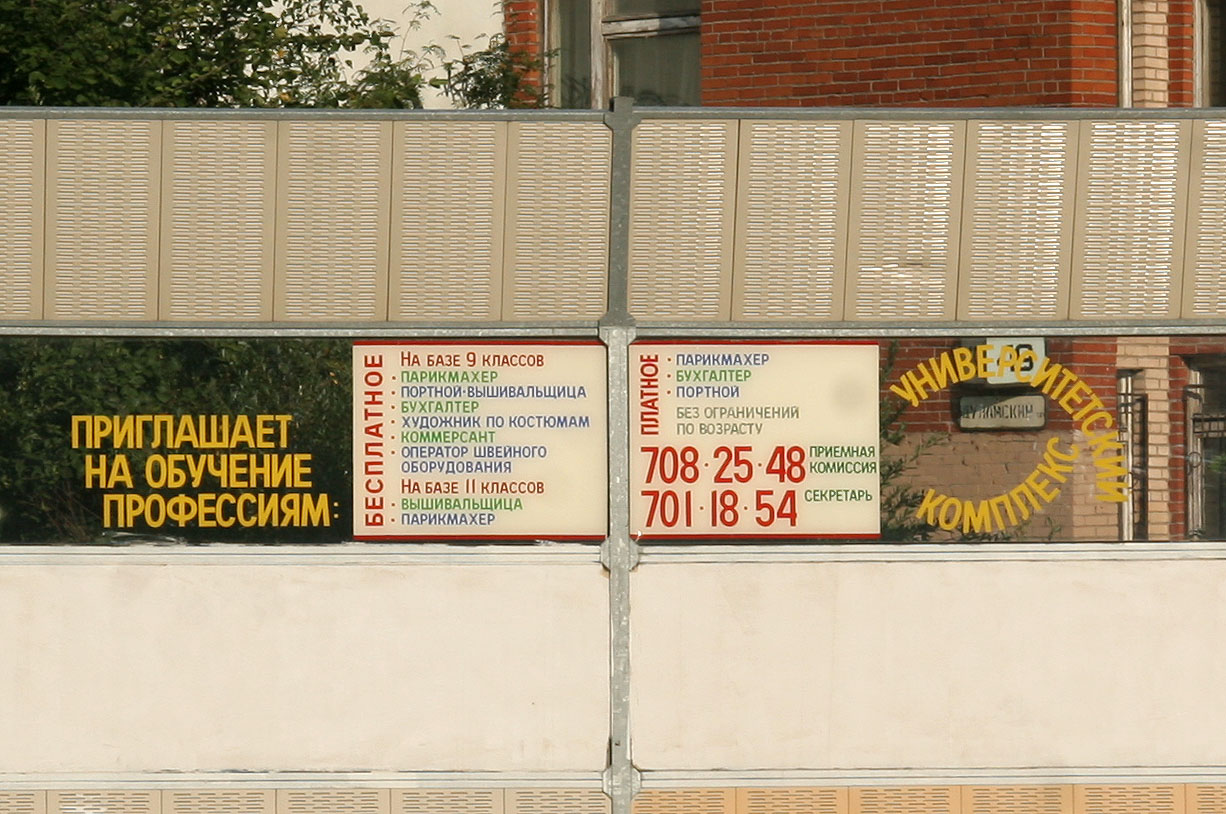 ПРИГЛАШАЕТ
НА ОБУЧЕНИЕ
ПРОФЕССИЯМ:
БЕСПЛАТНОЕ
НА БАЗЕ 9 КЛАССОВ
· ПАРИКМАХЕР
· ПОРТНОЙ-ВЫШИВАЛЬЩИЦА
· БУХГАЛТЕР
· ХУДОЖНИК ПО КОСТЮМАМ
· КОММЕРСАНТ
· ОПЕРАТОР ШВЕЙНОГО
ОБОРУДОВАНИЯ
НА БАЗЕ 11 КЛАССОВ
· ВЫШИВАЛЬЩИЦА
· ПАРИКМАХЕР
ПЛАТНОЕ
· ПАРИКМАХЕР
· БУХГАЛТЕР
· ПОРТНОЙ
БЕЗ ОГРАНИЧЕНИЙ
ПО ВОЗРАСТУ
708·25·48 ПРИЕМНАЯ
КОМИССИЯ
701·18·54 СЕКРЕТАРЬ
УНИВЕРСИТЕТСКИЙ
КОМПЛЕКС